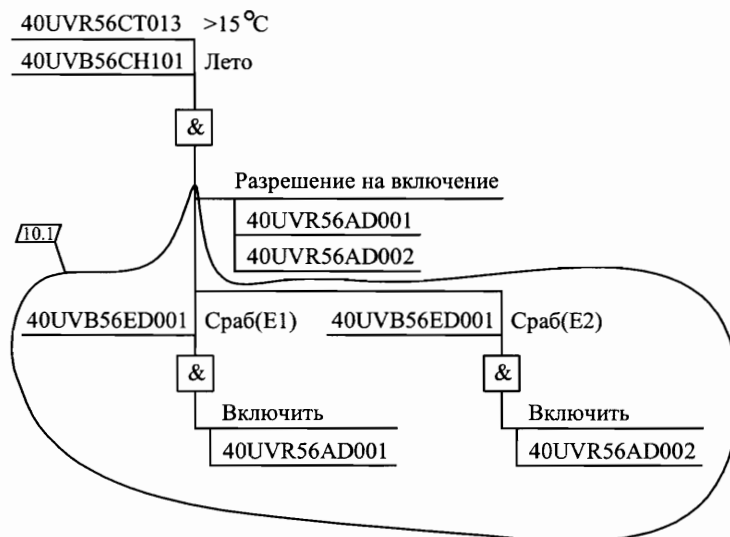 40UVR56CT013 >15°C
40UVB56CH101 Лето
&
Разрешение на включение
40UVR56AD001
40UVR56AD002
10.1
40UVB56ED001 Сраб(E1)
40UVB56ED001 Сраб(E2)
&
&
Включить
40UVR56AD001
Включить
40UVR56AD002